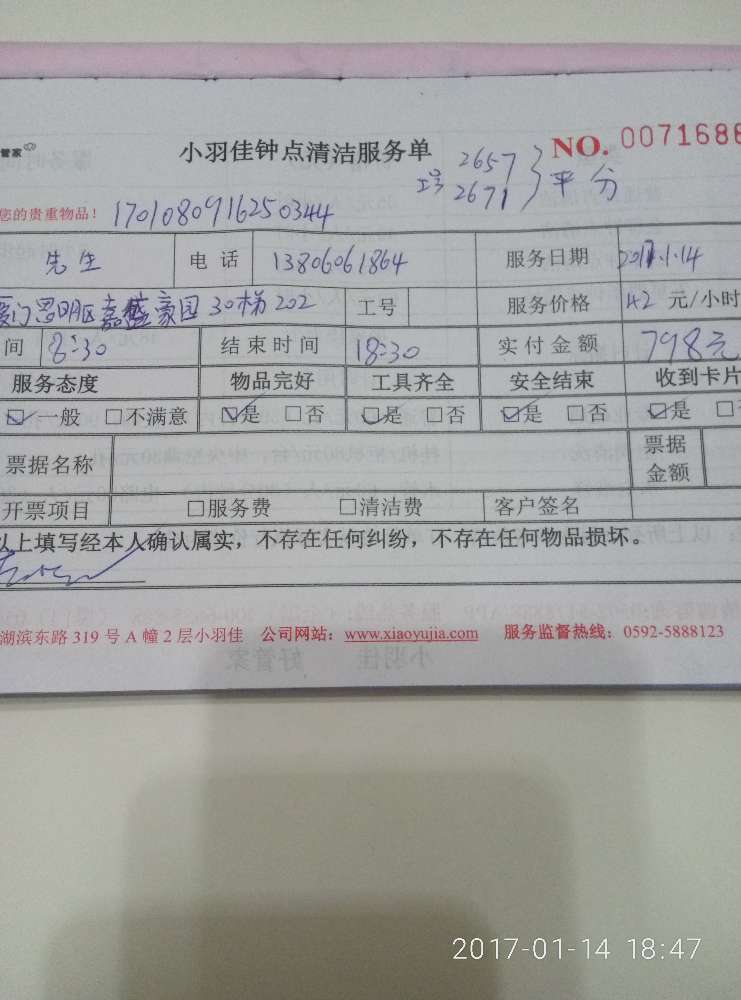 管家
小羽佳钟点清洁服务单 NO. 0071688
工号 2657 2671 平分
您的贵重物品！ 1701080916250344
先生 电话 13806061864 服务日期 2017.1.14
厦门思明区嘉盛豪园30梯202 工号 服务价格 42 元/小时
间 8:30 结束时间 18:30 实付金额 798元
服务态度 物品完好 工具齐全 安全结束 收到卡片
☑一般 □不满意 ☑是 □否 ☑是 □否 ☑是 □否 ☑是 □
票据名称 票据金额
开票项目 □服务费 □清洁费 客户签名
以上填写经本人确认属实，不存在任何纠纷，不存在任何物品损坏。
湖滨东路 319 号 A 幢 2 层小羽佳 公司网站：www.xiaoyujia.com 服务监督热线：0592-5888123
2017-01-14 18:47